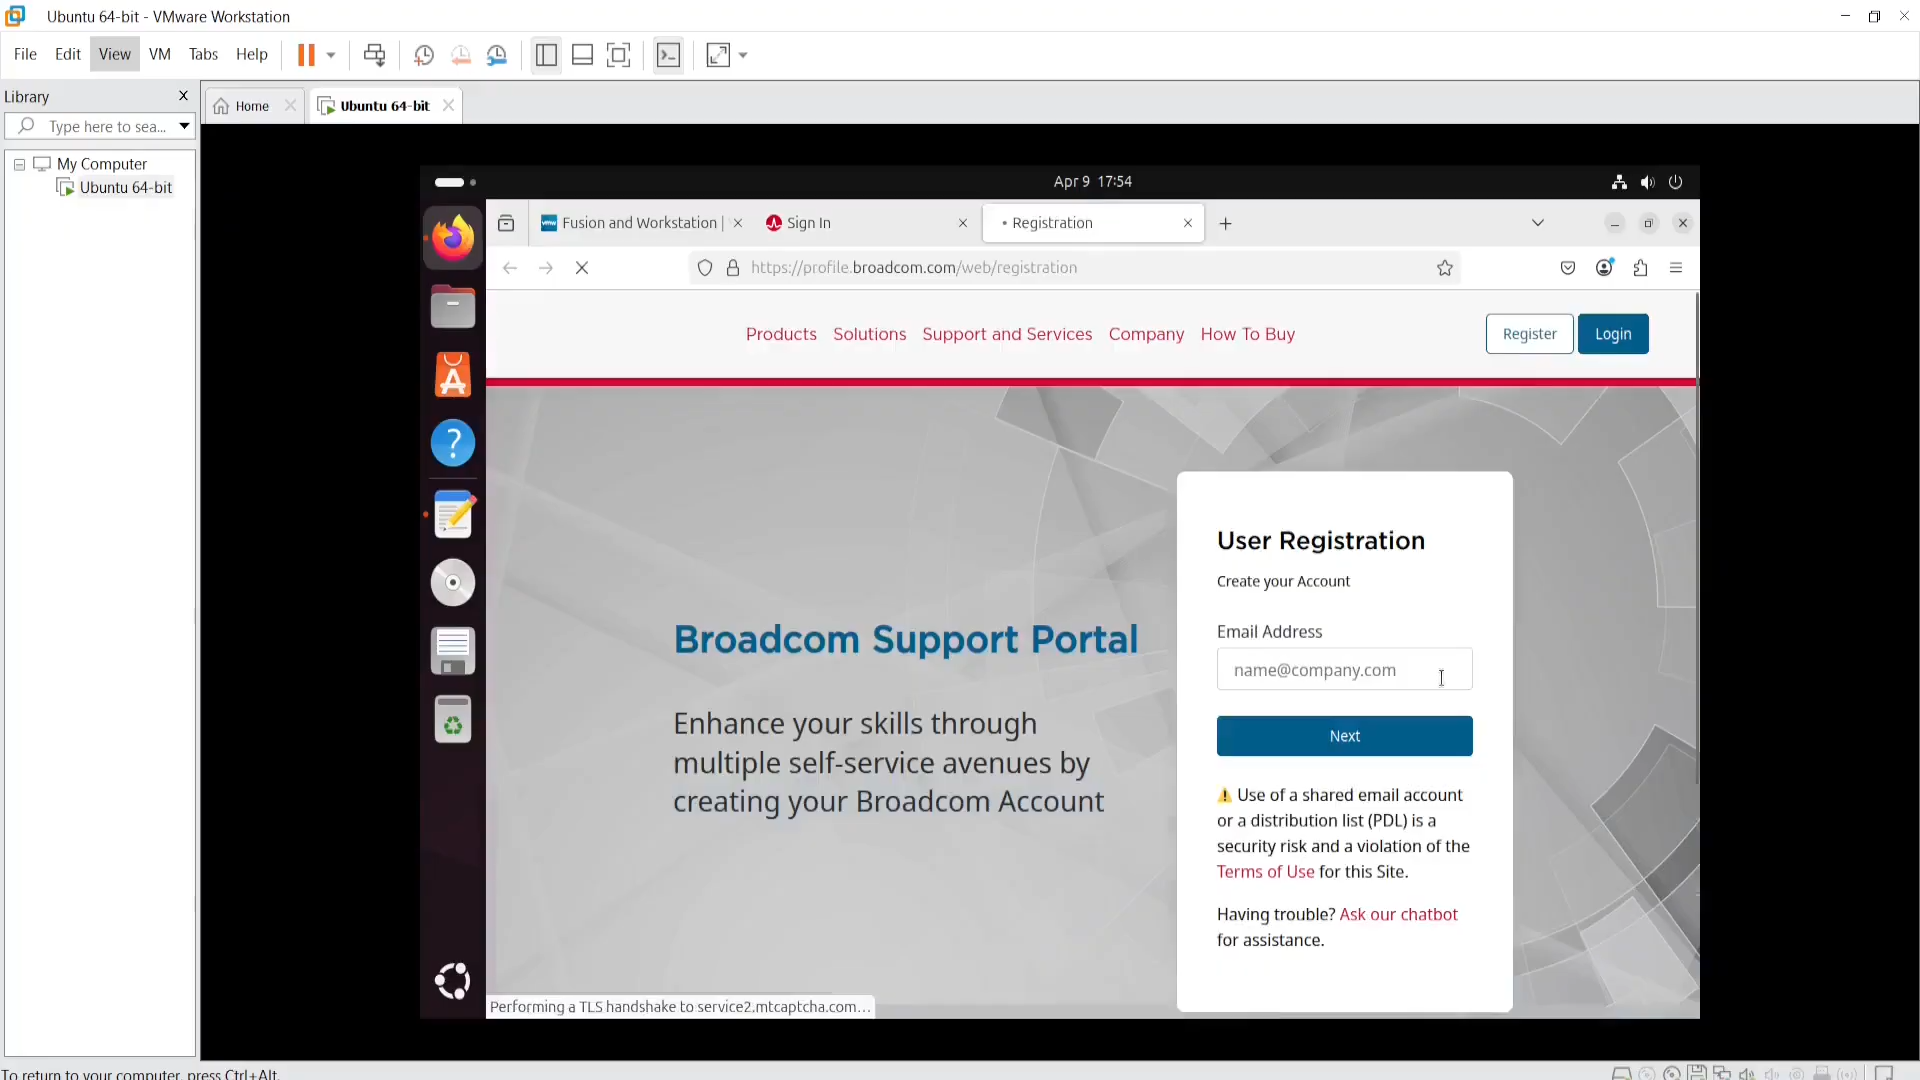 Ubuntu 64-bit - VMware Workstation
File Edit View VM Tabs Help
Library
Type here to sea...
My Computer
Ubuntu 64-bit
Home
Ubuntu 64-bit
Apr 9 17:54
Fusion and Workstation |
Sign In
Registration
https://profile.broadcom.com/web/registration
Products Solutions Support and Services Company How To Buy
Register
Login
Broadcom Support Portal
Enhance your skills through
multiple self-service avenues by
creating your Broadcom Account
User Registration
Create your Account
Email Address
name@company.com
Next
⚠ Use of a shared email account
or a distribution list (PDL) is a
security risk and a violation of the
Terms of Use for this Site.
Having trouble? Ask our chatbot
for assistance.
Performing a TLS handshake to service2.mtcaptcha.com…
To return to your computer, press Ctrl+Alt.